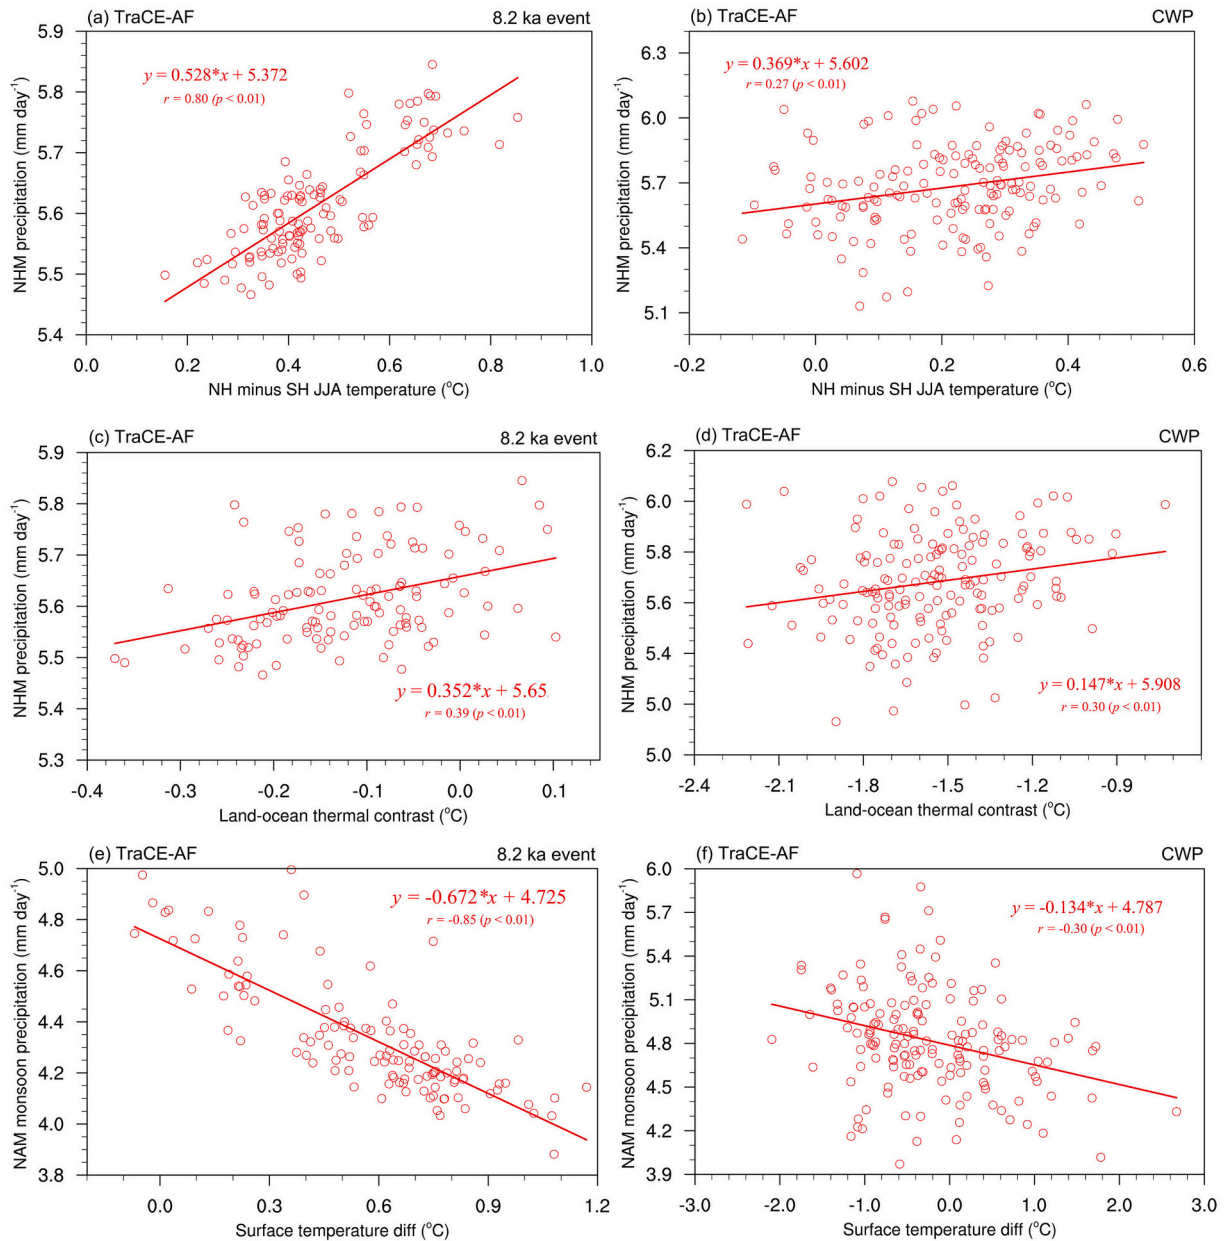 (a) TraCE-AF 8.2 ka event
5.9
5.8
5.7
5.6
5.5
5.4
NHM precipitation (mm day⁻¹)
y = 0.528*x + 5.372
r = 0.80 (p < 0.01)
0.0 0.2 0.4 0.6 0.8 1.0
NH minus SH JJA temperature (°C)
(b) TraCE-AF CWP
6.3
6.0
5.7
5.4
5.1
NHM precipitation (mm day⁻¹)
y = 0.369*x + 5.602
r = 0.27 (p < 0.01)
-0.2 0.0 0.2 0.4 0.6
NH minus SH JJA temperature (°C)
(c) TraCE-AF 8.2 ka event
5.9
5.8
5.7
5.6
5.5
5.4
5.3
NHM precipitation (mm day⁻¹)
y = 0.352*x + 5.65
r = 0.39 (p < 0.01)
-0.4 -0.3 -0.2 -0.1 0.0 0.1
Land-ocean thermal contrast (°C)
(d) TraCE-AF CWP
6.2
6.0
5.8
5.6
5.4
5.0
5.0
NHM precipitation (mm day⁻¹)
y = 0.147*x + 5.908
r = 0.30 (p < 0.01)
-2.4 -2.1 -1.8 -1.5 -1.2 -0.9
Land-ocean thermal contrast (°C)
(e) TraCE-AF 8.2 ka event
5.0
4.8
4.6
4.4
4.2
4.0
3.8
NAM monsoon precipitation (mm day⁻¹)
y = -0.672*x + 4.725
r = -0.85 (p < 0.01)
0.0 0.3 0.6 0.9 1.2
Surface temperature diff (°C)
(f) TraCE-AF CWP
6.0
5.7
5.4
5.1
4.8
4.5
4.2
3.9
NAM monsoon precipitation (mm day⁻¹)
y = -0.134*x + 4.787
r = -0.30 (p < 0.01)
-3.0 -2.0 -1.0 0.0 1.0 2.0 3.0
Surface temperature diff (°C)